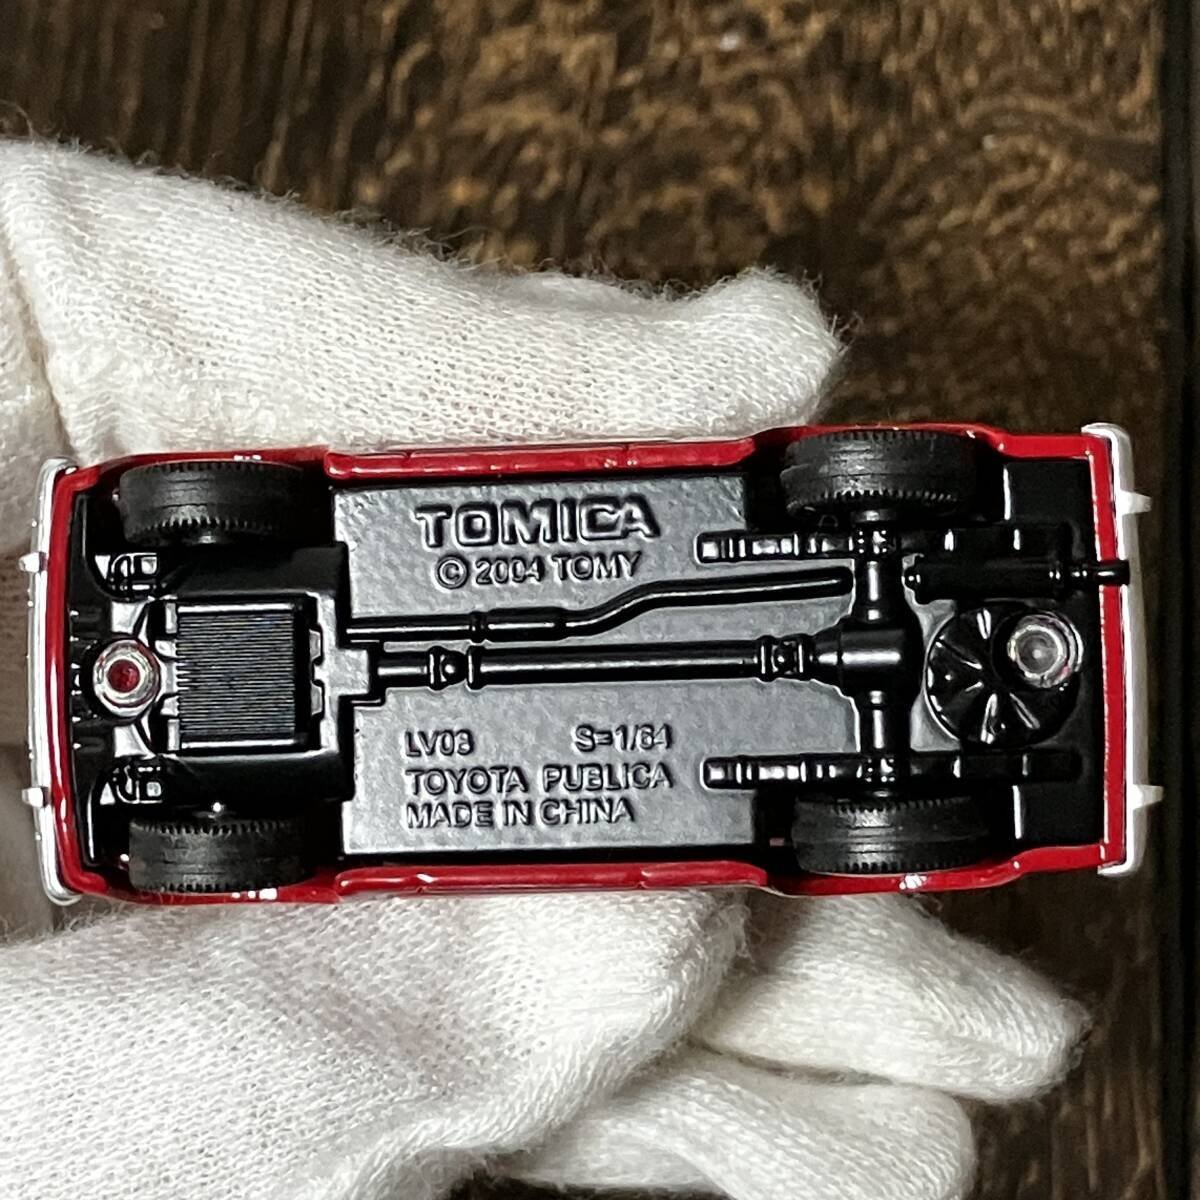 TOMICA
© 2004 TOMY
LV03 S=1/64
TOYOTA PUBLICA
MADE IN CHINA